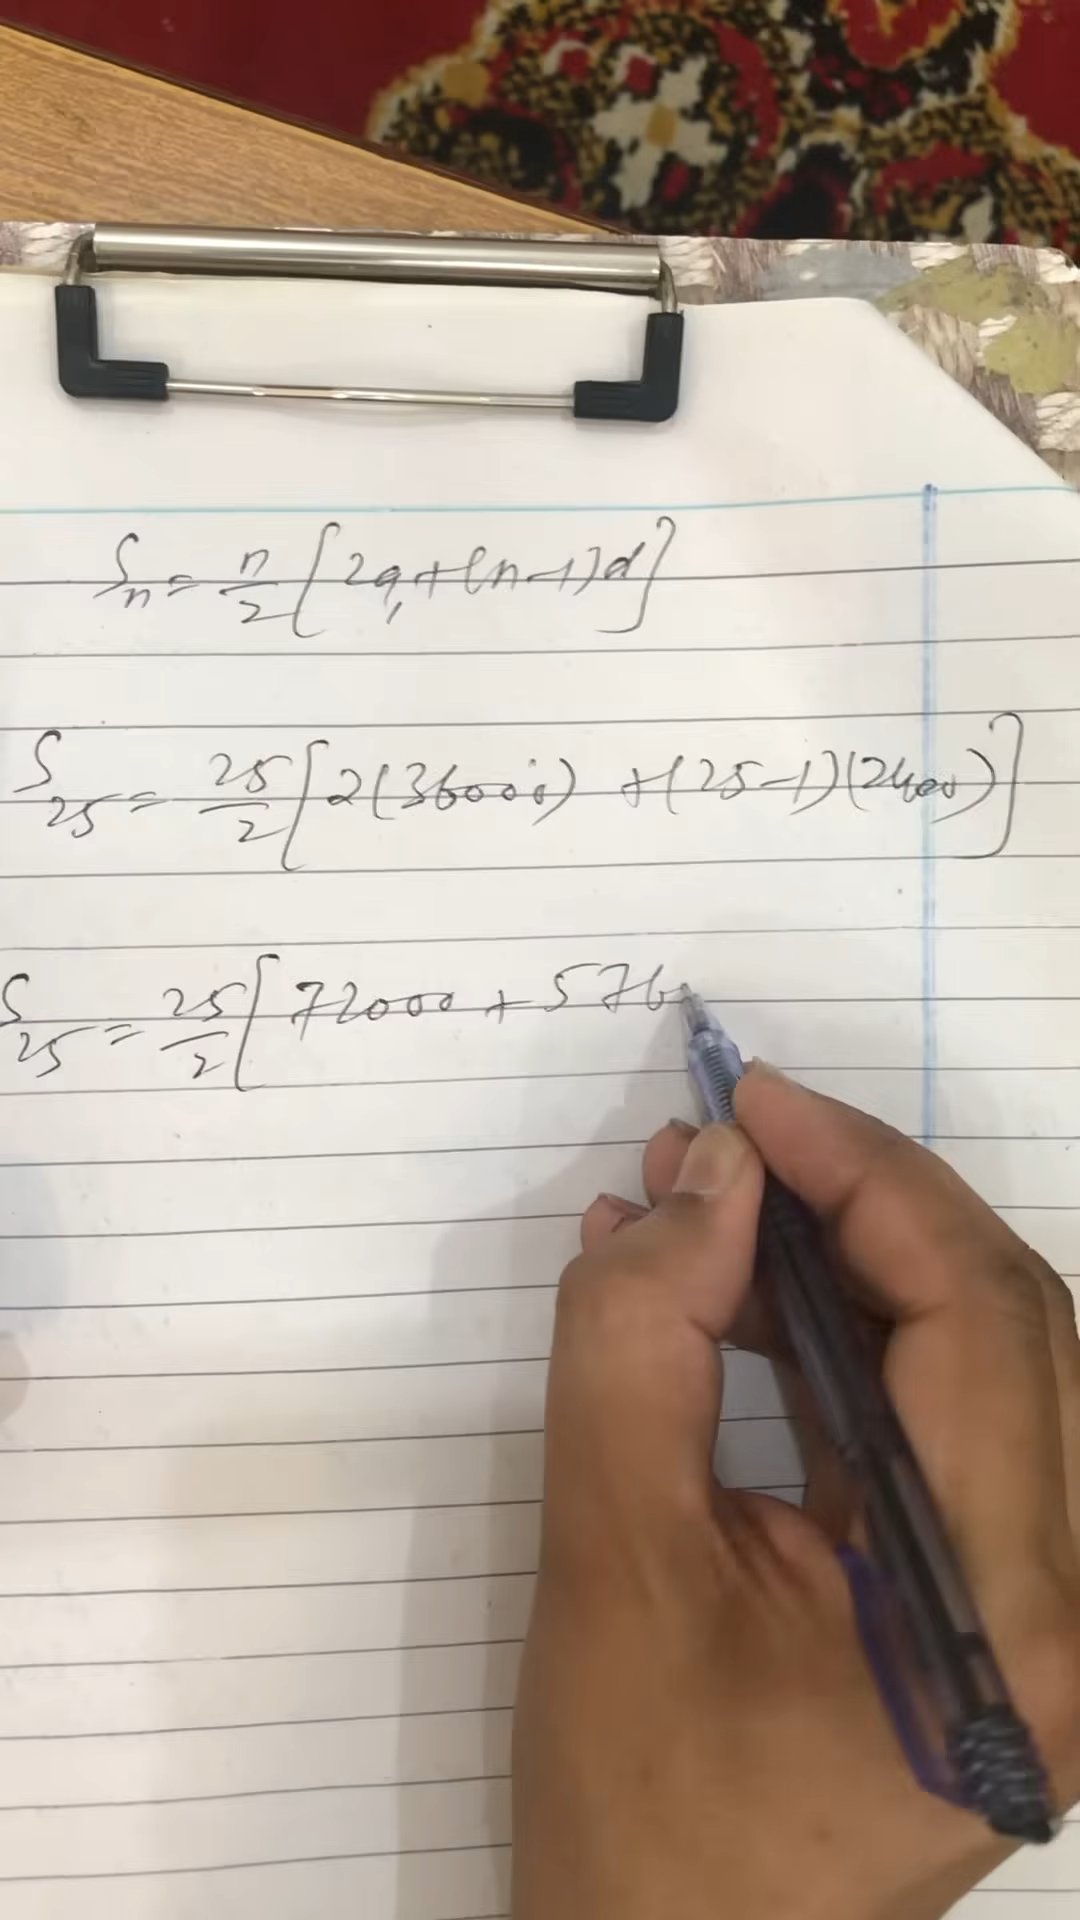 Sn = n/2 [2a₁ + (n-1)d]
S25 = 25/2 [2(36000) + (25-1)(2400)]
S25 = 25/2 [72000 + 576